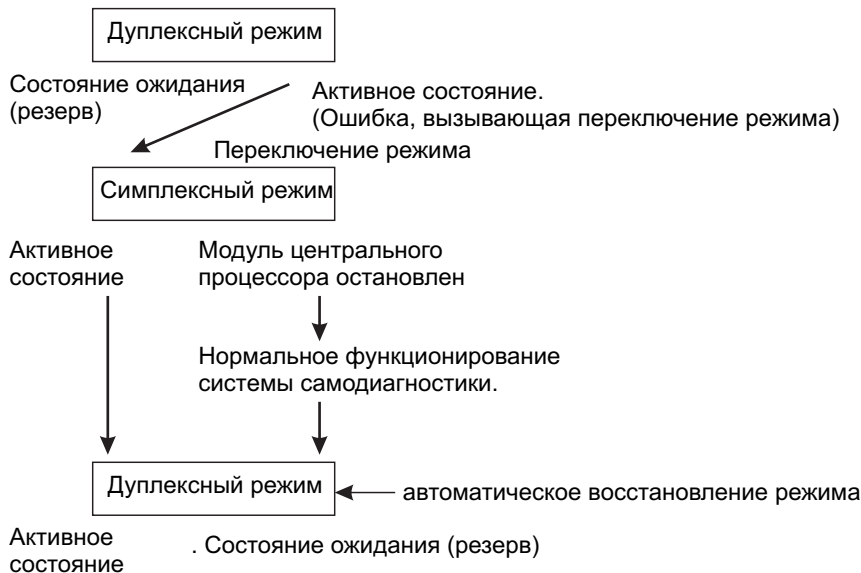 Дуплексный режим
Состояние ожидания
(резерв)
Активное состояние.
(Ошибка, вызывающая переключение режима)
Переключение режима
Симплексный режим
Активное
состояние
Модуль центрального
процессора остановлен
Нормальное функционирование
системы самодиагностики.
Дуплексный режим
автоматическое восстановление режима
Активное
состояние
. Состояние ожидания (резерв)